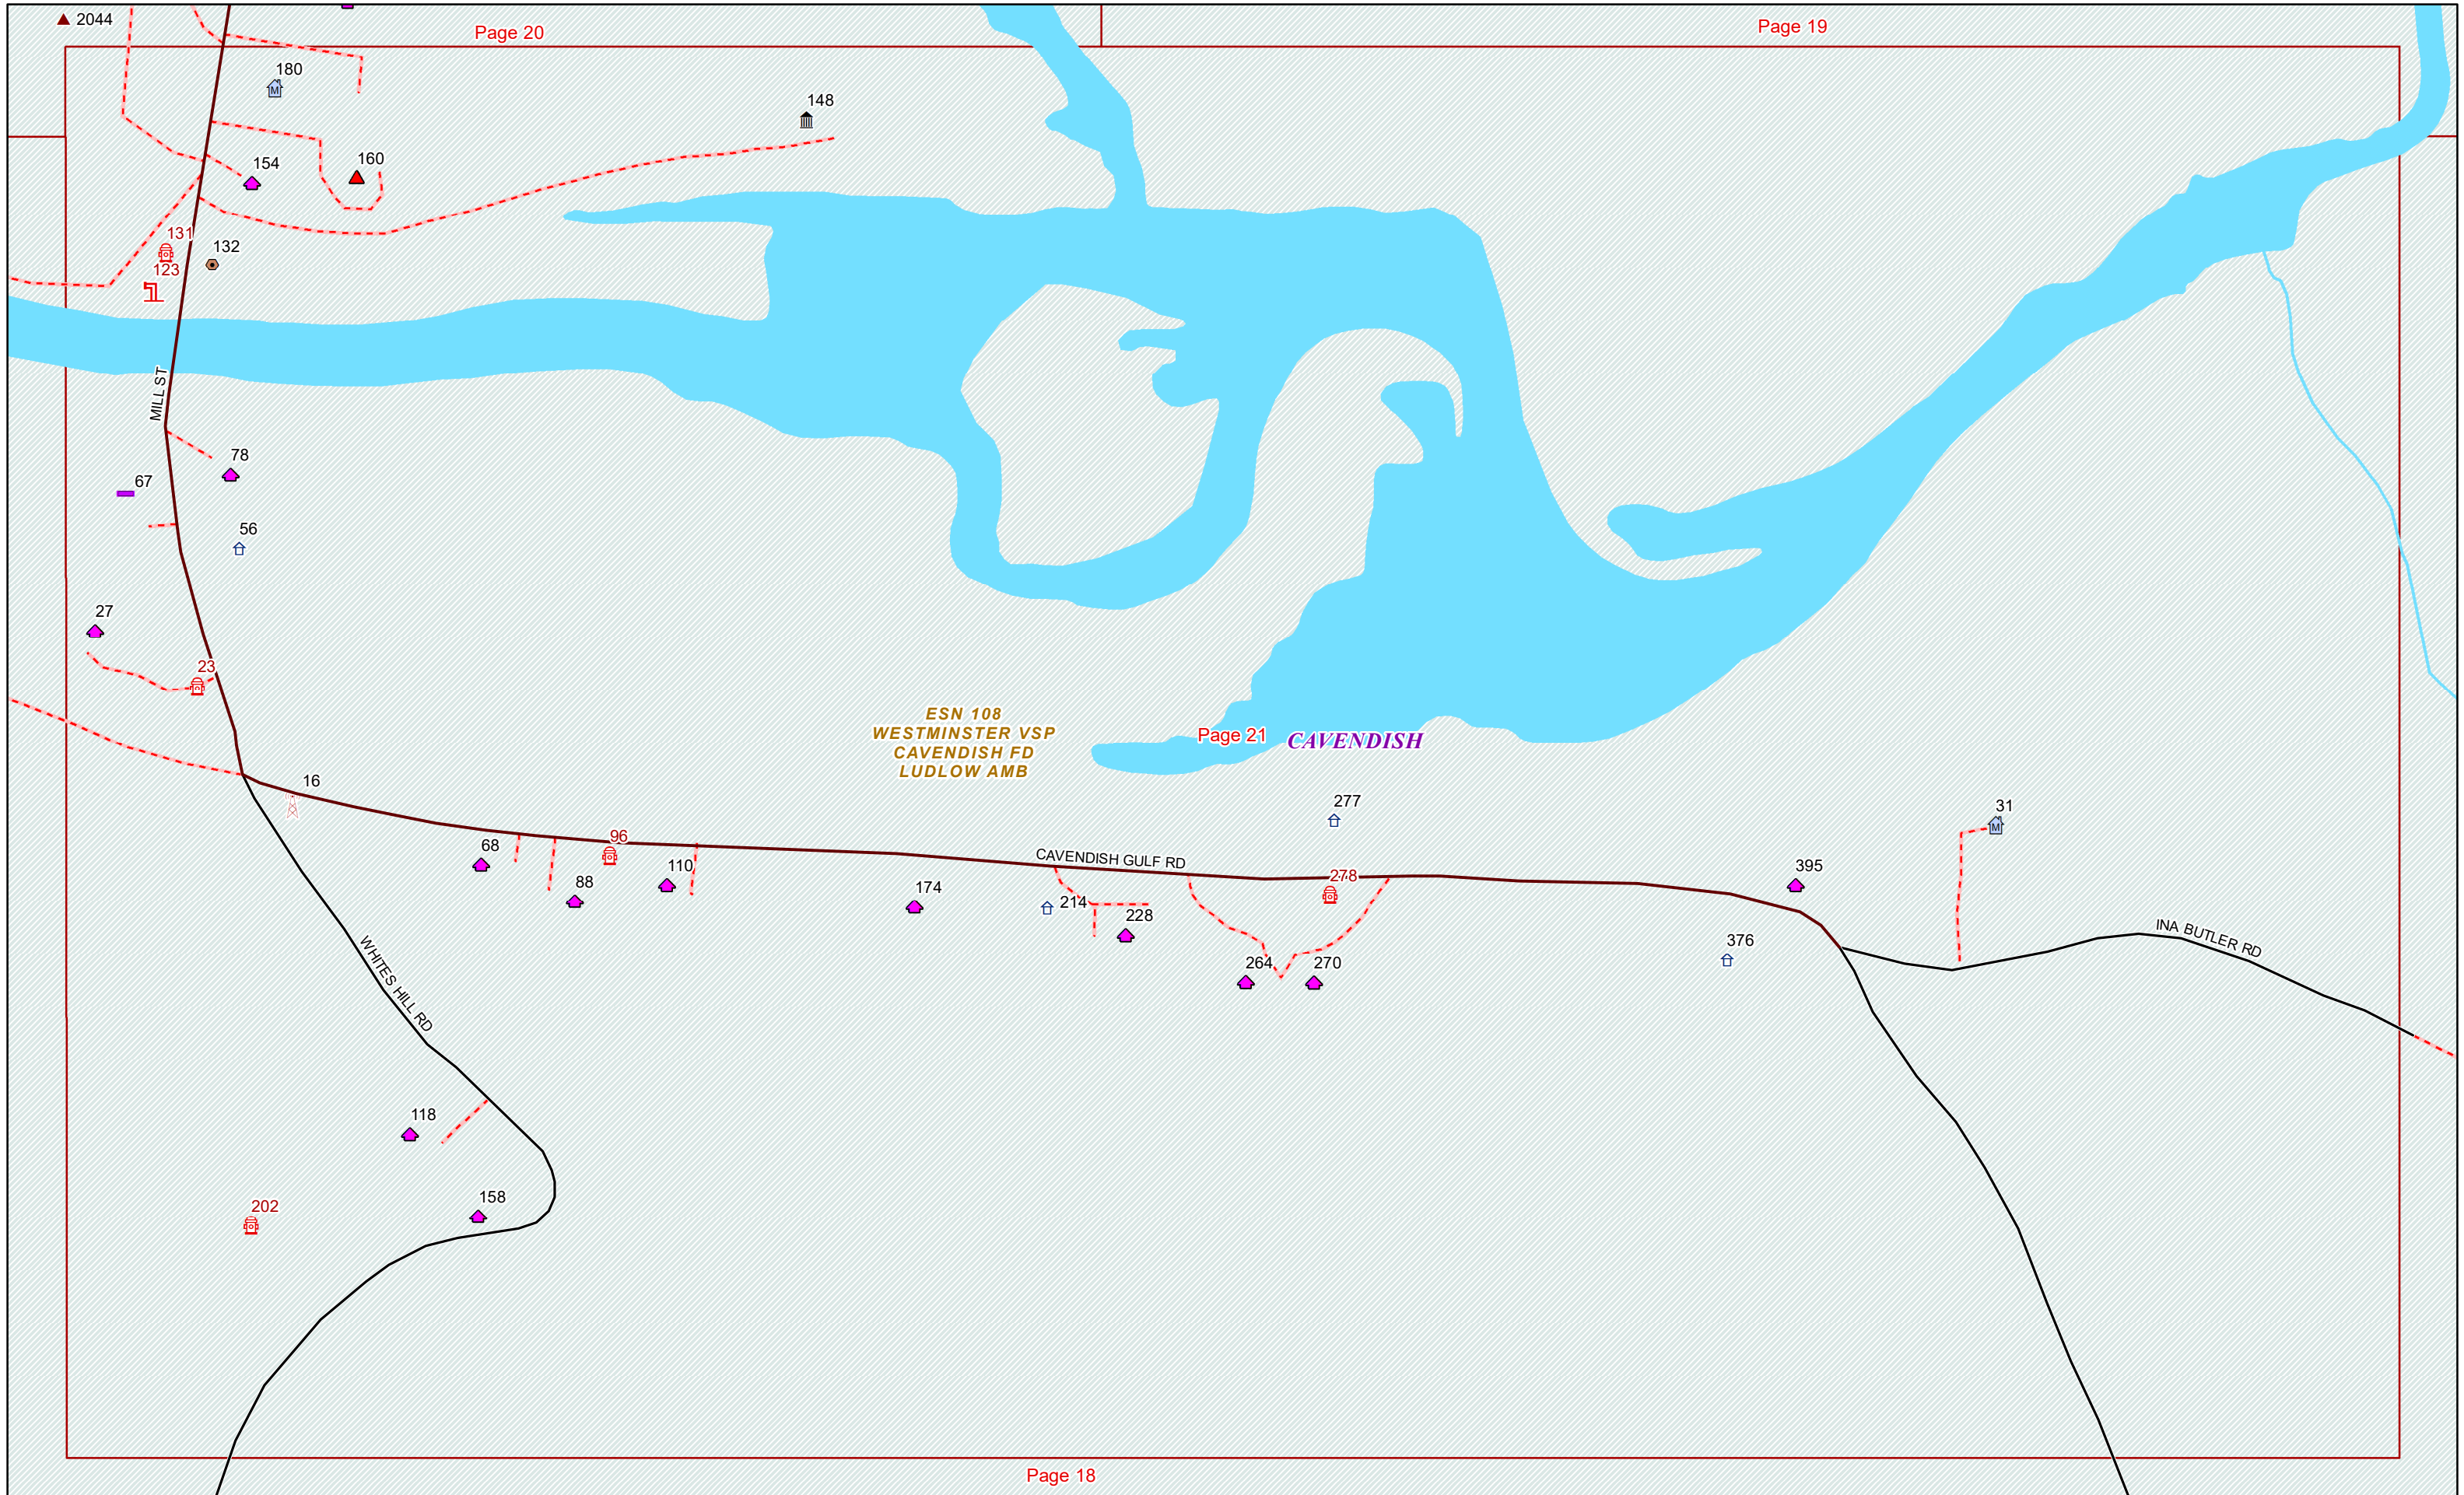 2044
Page 20
Page 19
180
148
154
160
131
132
123
MILL ST
78
67
56
27
23
ESN 108
WESTMINSTER VSP
CAVENDISH FD
LUDLOW AMB
Page 21
CAVENDISH
16
277
31
M
96
68
110
88
CAVENDISH GULF RD
174
214
228
278
395
376
264
270
INA BUTLER RD
WHITES HILL RD
118
158
202
Page 18
M